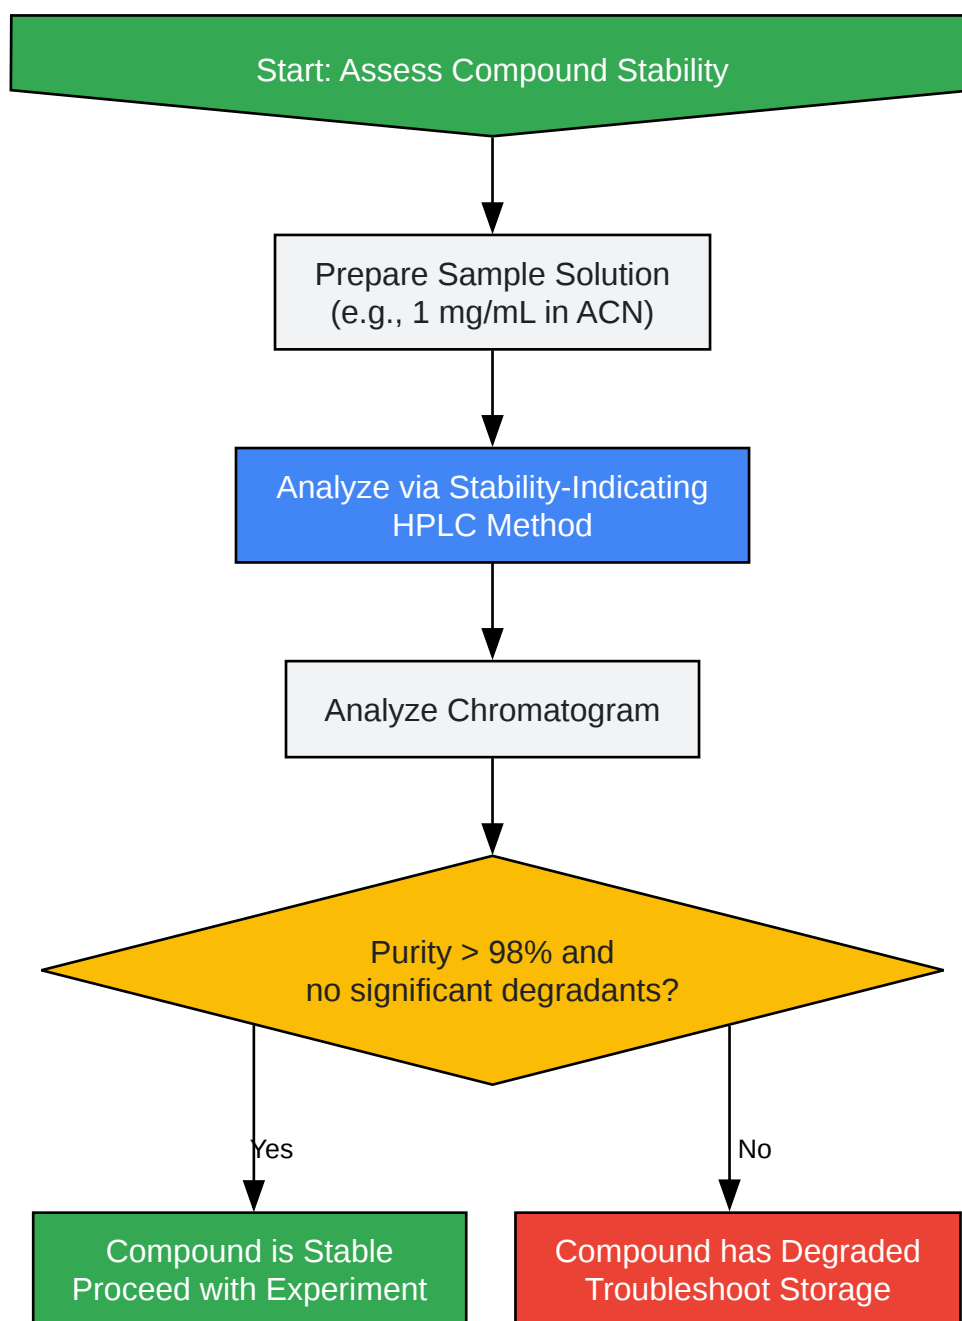 Start: Assess Compound Stability
Prepare Sample Solution
(e.g., 1 mg/mL in ACN)
Analyze via Stability-Indicating
HPLC Method
Analyze Chromatogram
Purity > 98% and
no significant degradants?
Yes
No
Compound is Stable
Proceed with Experiment
Compound has Degraded
Troubleshoot Storage